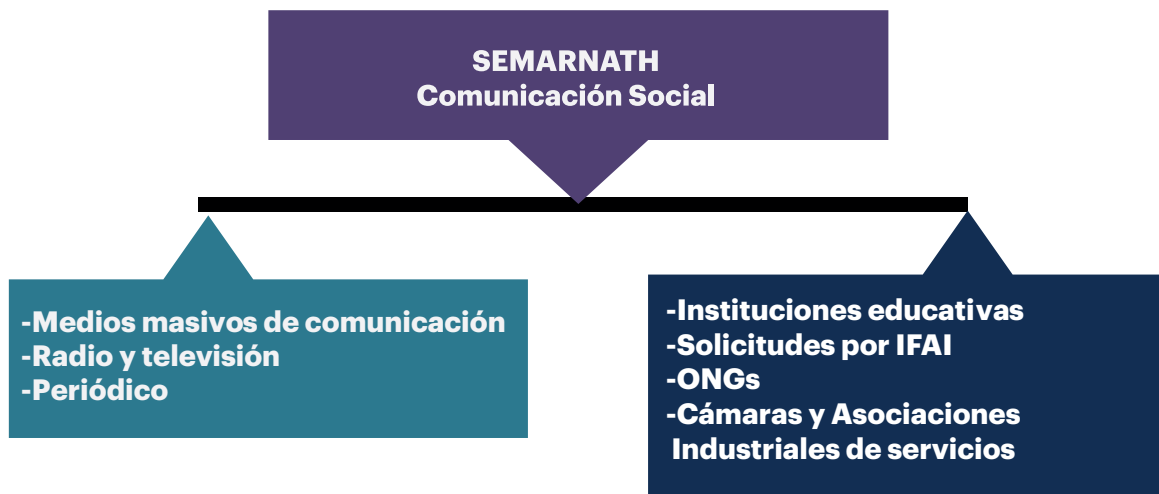 SEMARNATH
Comunicación Social
-Medios masivos de comunicación
-Radio y televisión
-Periódico
-Instituciones educativas
-Solicitudes por IFAI
-ONGs
-Cámaras y Asociaciones
Industriales de servicios